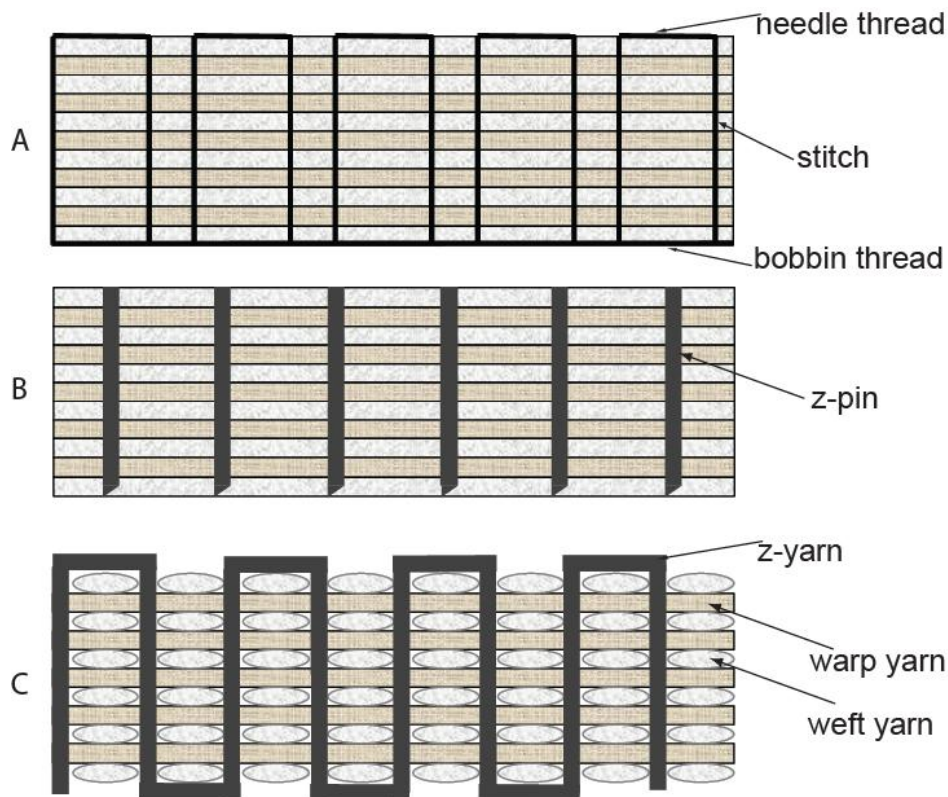 needle thread
A
stitch
bobbin thread
B
z-pin
z-yarn
warp yarn
C
weft yarn